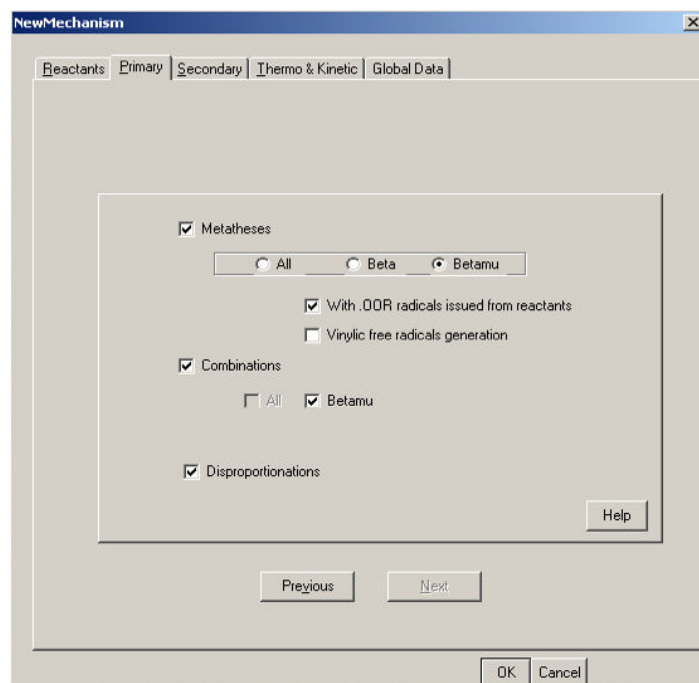 NewMechanism
Reactants Primary Secondary Thermo & Kinetic Global Data
Metatheses
All Beta Betamu
With .OOR radicals issued from reactants
Vinylic free radicals generation
Combinations
All Betamu
Disproportionations
Help
Previous Next
OK Cancel